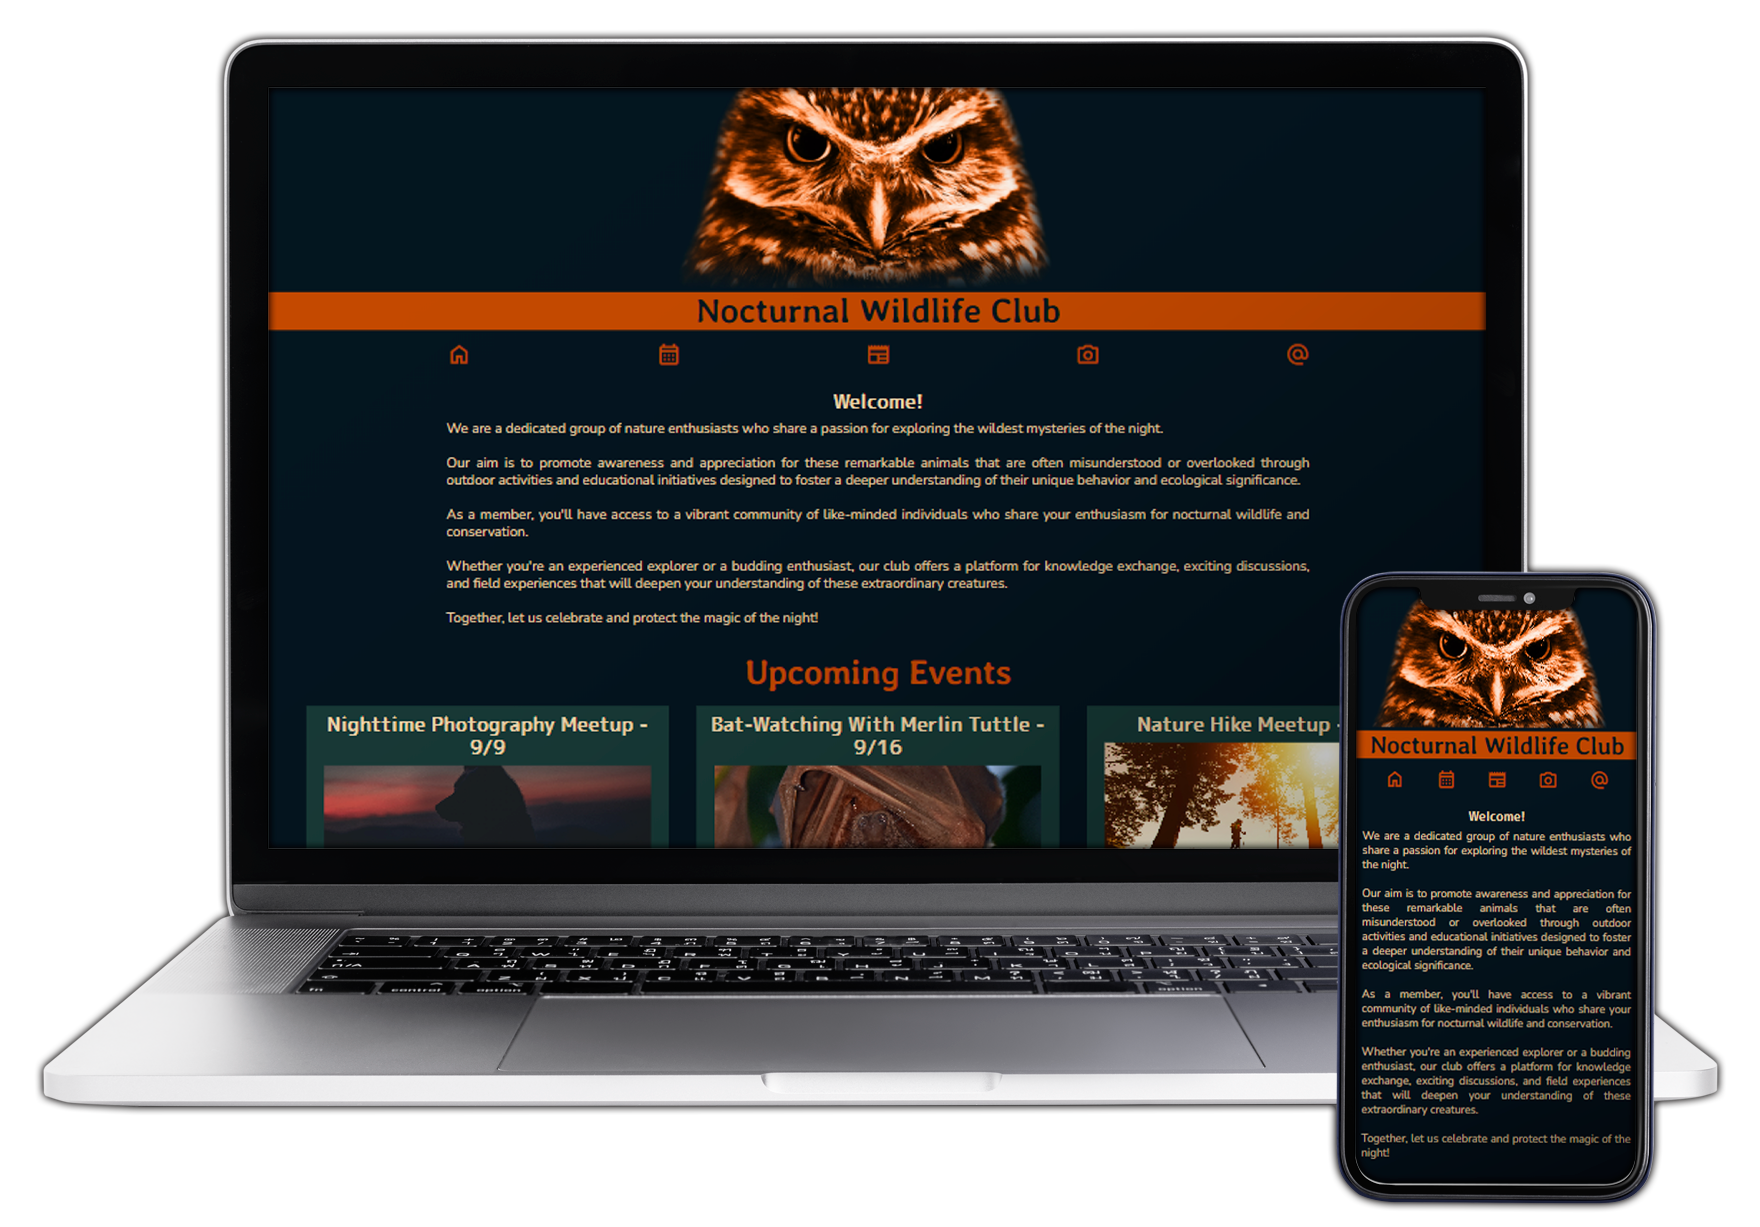 Nocturnal Wildlife Club
Welcome!
We are a dedicated group of nature enthusiasts who share a passion for exploring the wildest mysteries of the night.
Our aim is to promote awareness and appreciation for these remarkable animals that are often misunderstood or overlooked through
outdoor activities and educational initiatives designed to foster a deeper understanding of their unique behavior and ecological significance.
As a member, you'll have access to a vibrant community of like-minded individuals who share your enthusiasm for nocturnal wildlife and
conservation.
Whether you're an experienced explorer or a budding enthusiast, our club offers a platform for knowledge exchange, exciting discussions,
and field experiences that will deepen your understanding of these extraordinary creatures.
Together, let us celebrate and protect the magic of the night!
Upcoming Events
Nighttime Photography Meetup -
9/9
Bat-Watching With Merlin Tuttle -
9/16
Nature Hike Meetup -
control
option
option
Nocturnal Wildlife Club
Welcome!
We are a dedicated group of nature enthusiasts who
share a passion for exploring the wildest mysteries of
the night.
Our aim is to promote awareness and appreciation for
these remarkable animals that are often
misunderstood or overlooked through outdoor
activities and educational initiatives designed to foster
a deeper understanding of their unique behavior and
ecological significance.
As a member, you'll have access to a vibrant
community of like-minded individuals who share your
enthusiasm for nocturnal wildlife and conservation.
Whether you're an experienced explorer or a budding
enthusiast, our club offers a platform for knowledge
exchange, exciting discussions, and field experiences
that will deepen your understanding of these
extraordinary creatures.
Together, let us celebrate and protect the magic of the
night!